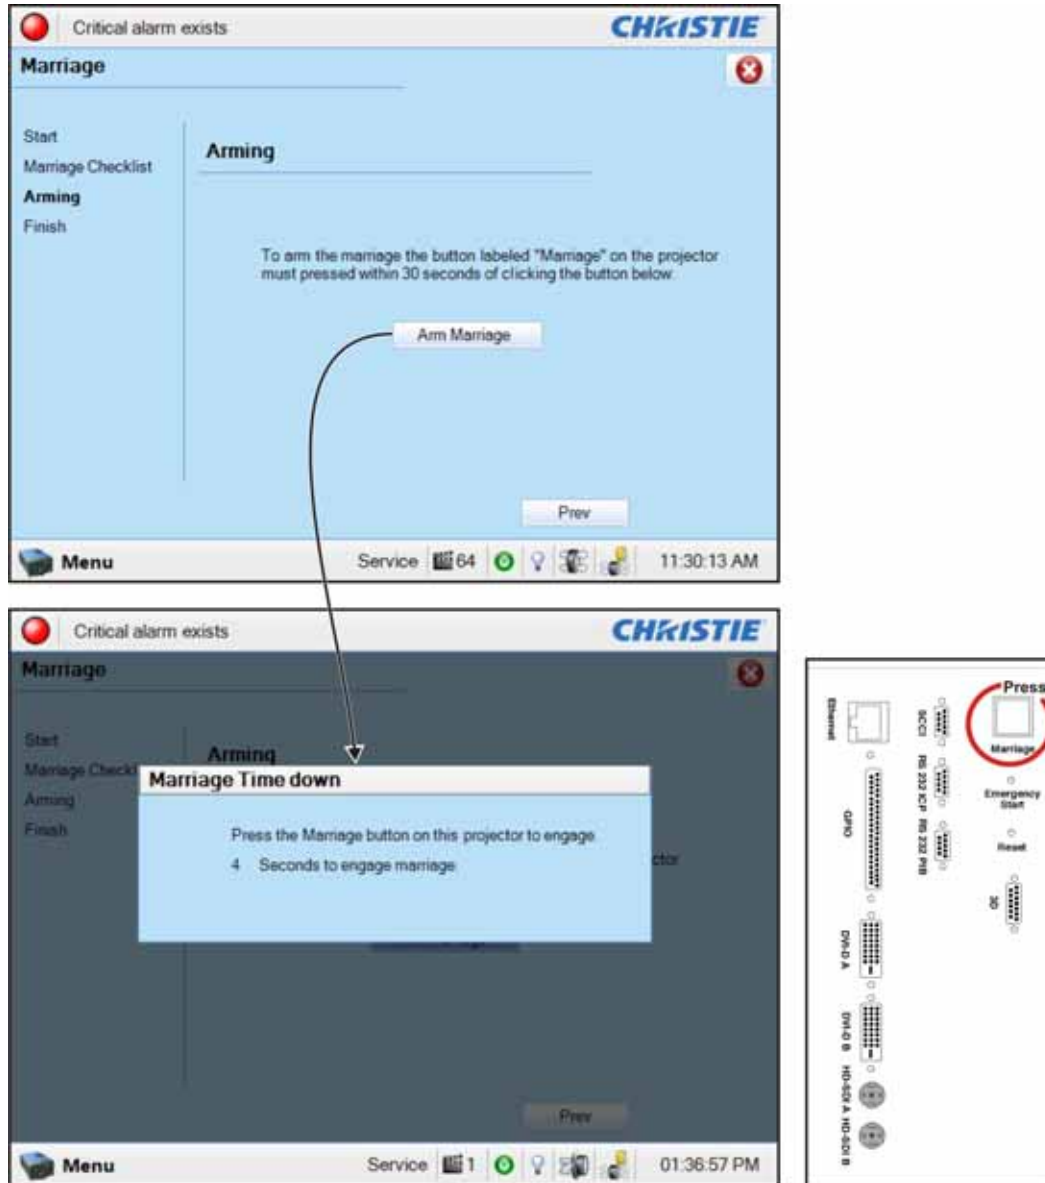 Critical alarm exists
CHRISTIE
Marriage
Start
Marriage Checklist
Arming
Finish
Arming
To arm the marriage the button labeled "Marriage" on the projector
must pressed within 30 seconds of clicking the button below.
Arm Marriage
Prev
Menu
Service
64
11:30:13 AM
Critical alarm exists
CHRISTIE
Marriage
Start
Marriage Checkl
Arming
Finish
Arming
Marriage Time down
Press the Marriage button on this projector to engage
4 Seconds to engage marriage
ctor
Prev
Menu
Service
1
01:36:57 PM
Press
Marriage
Emergency
Start
Reset
3D
Ethernet
GPIO
DVI-D A
DVI-D B
HD-SDI A
HD-SDI B
SCCI
RS 232 ICP
RS 232 PIB